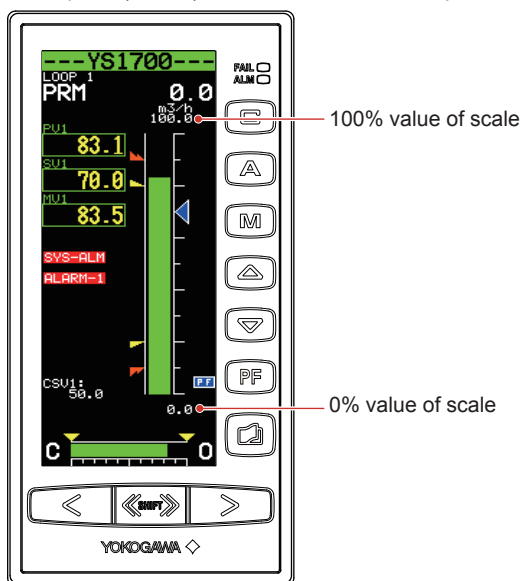 ---YS1700---
LOOP 1
PRM 0.0
m3/h
100.0
PV1
83.1
SV1
70.0
MV1
83.5
SYS-ALM
ALARM-1
CSV1:
50.0
PF
0.0
C O
FAIL
ALM
C
A
M
PF
100% value of scale
0% value of scale
SHIFT
YOKOGAWA